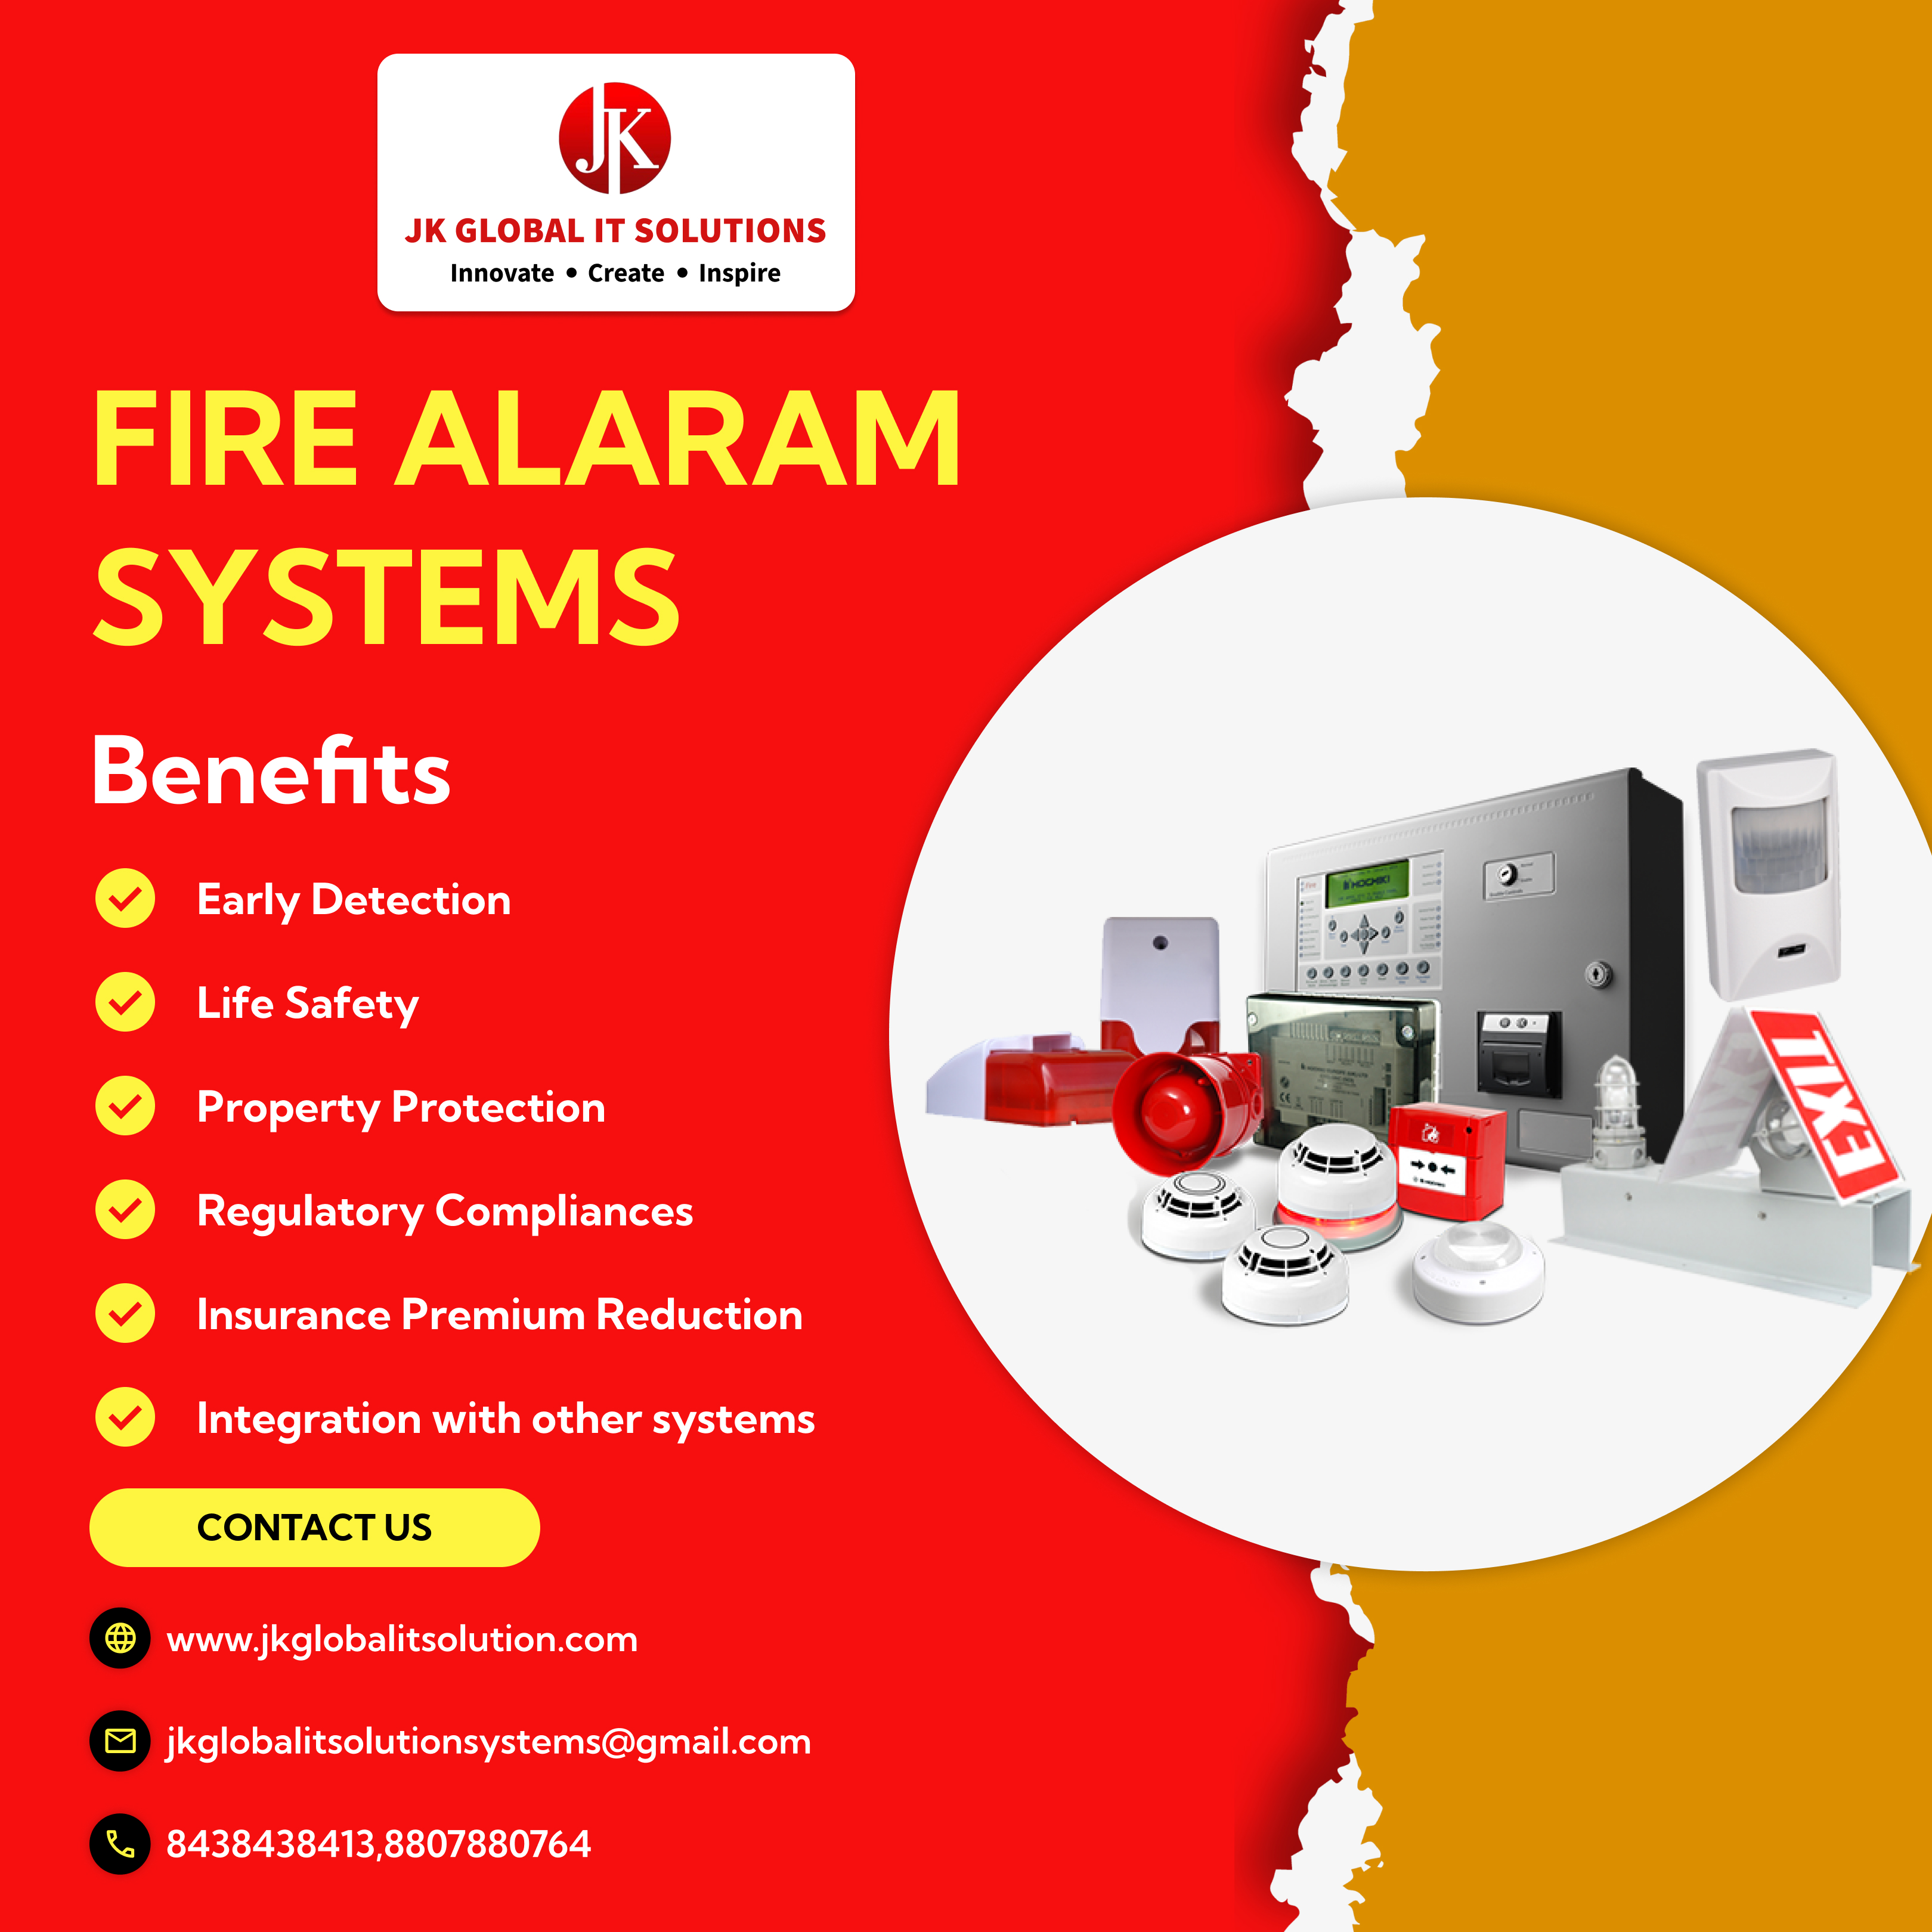 JK
JK GLOBAL IT SOLUTIONS
Innovate • Create • Inspire
FIRE ALARAM
SYSTEMS
Benefits
Early Detection
Life Safety
Property Protection
Regulatory Compliances
Insurance Premium Reduction
Integration with other systems
CONTACT US
www.jkglobalitsolution.com
jkglobalitsolutionsystems@gmail.com
8438438413,8807880764
Fire
HOCHIKI
EXIT